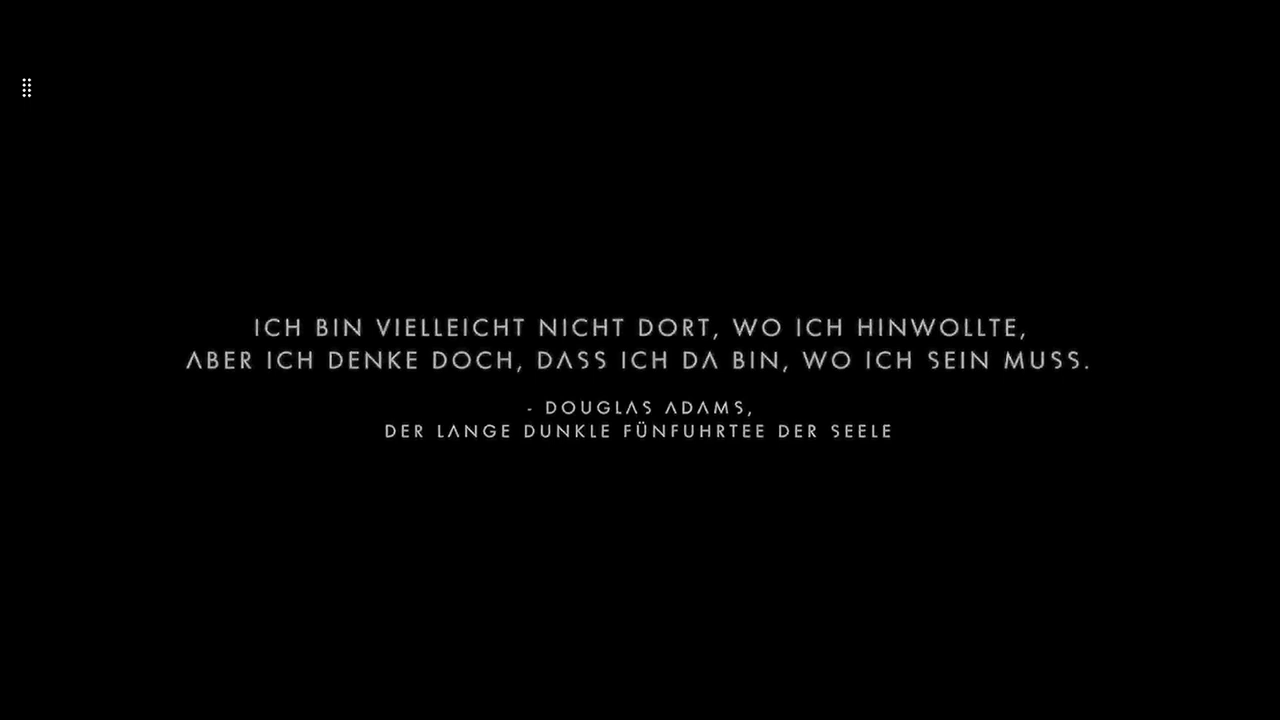 ICH BIN VIELLEICHT NICHT DORT, WO ICH HINWOLLTE,
ABER ICH DENKE DOCH, DASS ICH DA BIN, WO ICH SEIN MUSS.
- DOUGLAS ADAMS,
DER LANGE DUNKLE FÜNFUHRTEE DER SEELE